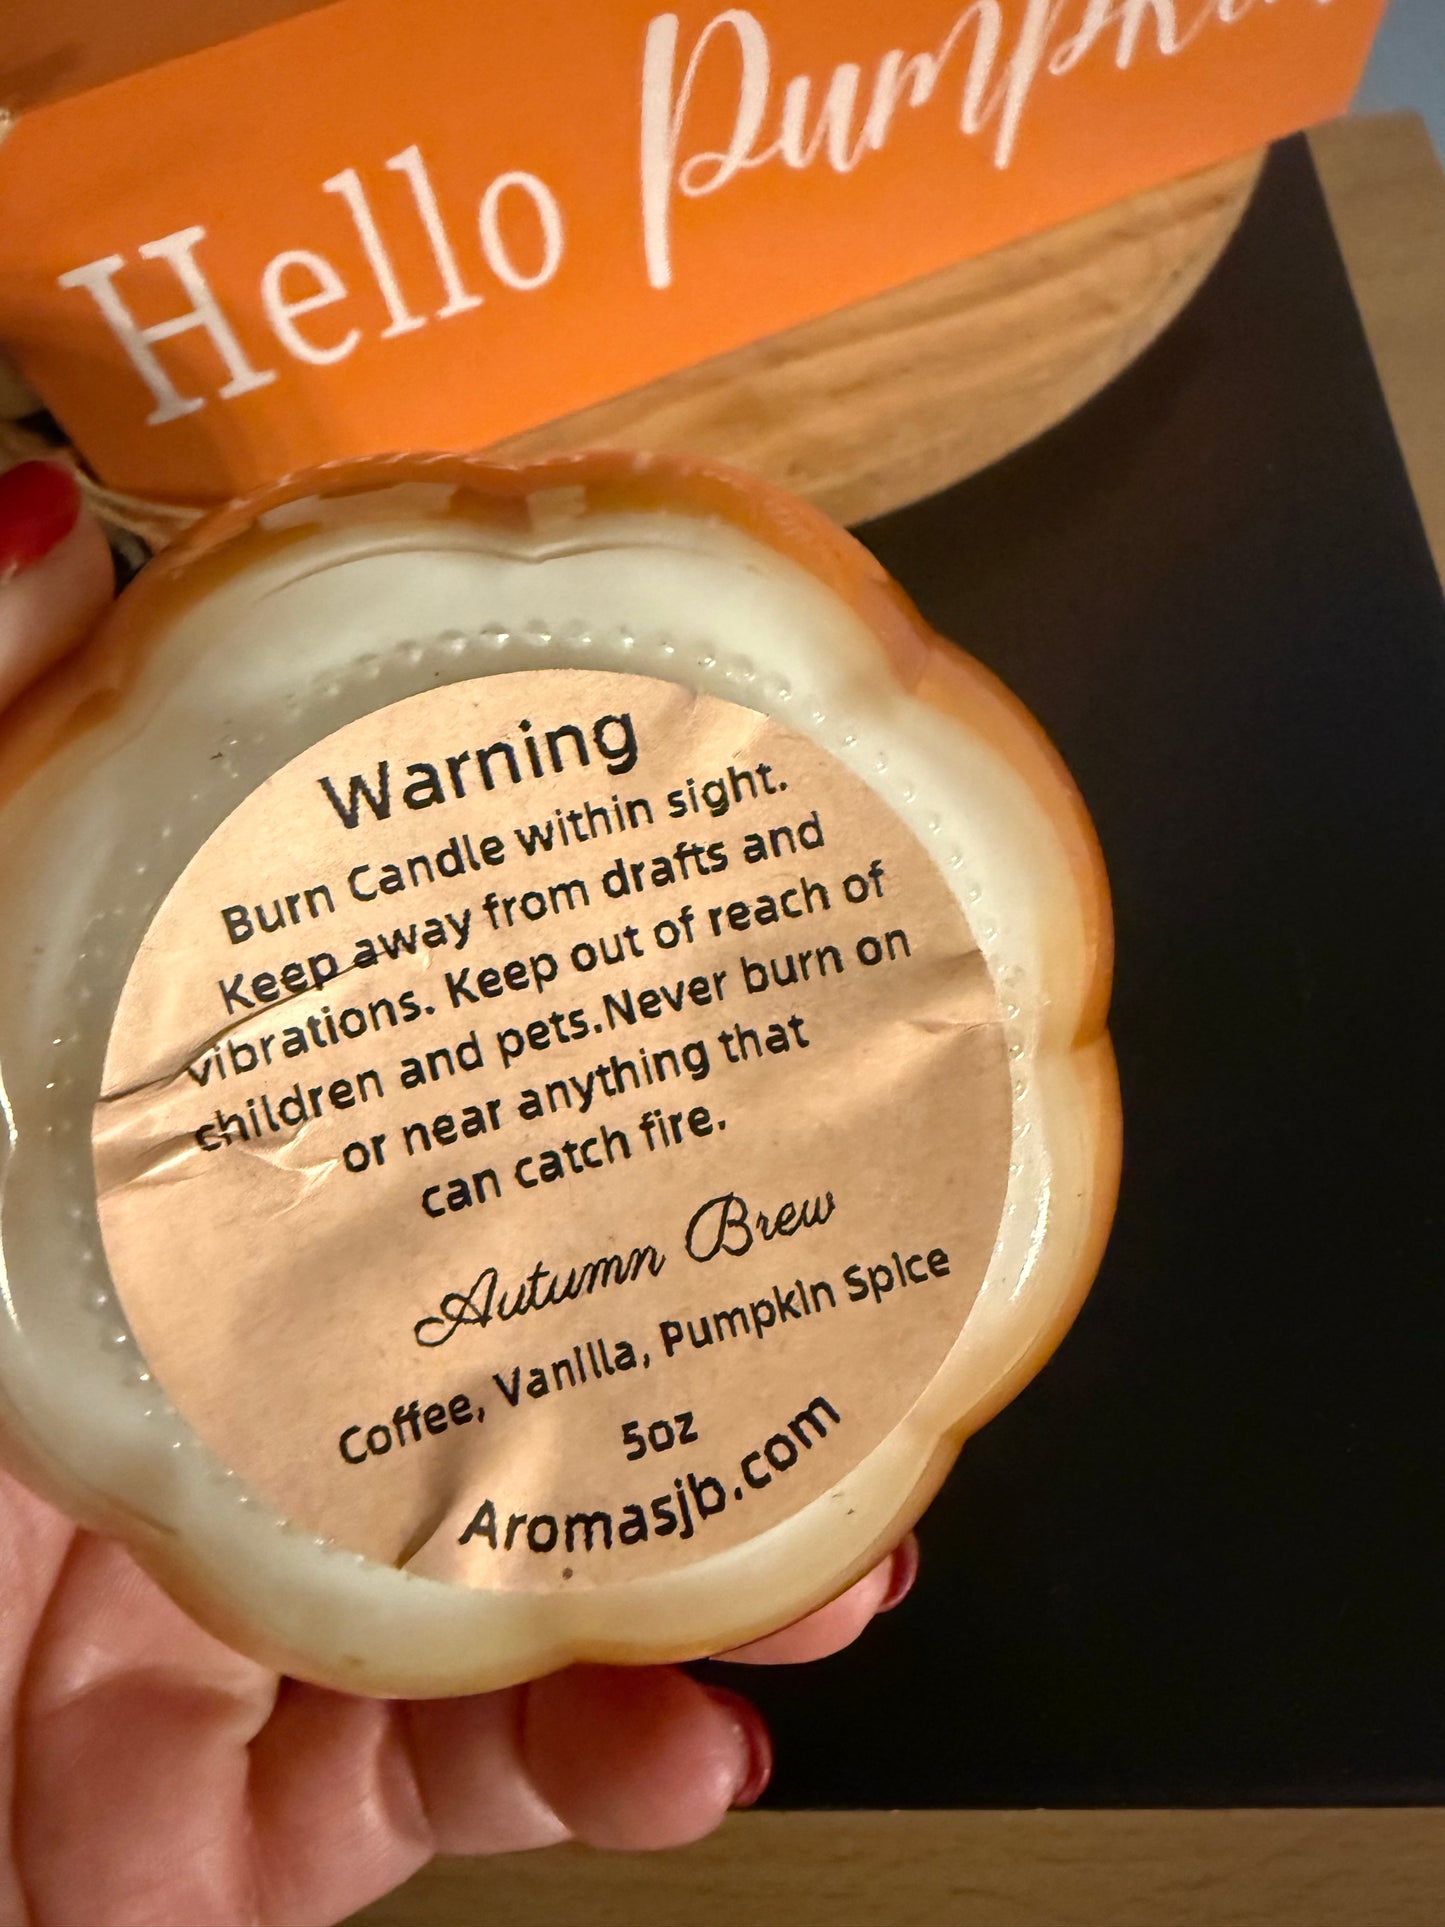 Hello Pumpkin
Warning
Burn Candle within sight.
Keep away from drafts and
vibrations. Keep out of reach of
children and pets.Never burn on
or near anything that
can catch fire.
Autumn Brew
Coffee, Vanilla, Pumpkin Spice
5oz
Aromasjb.com